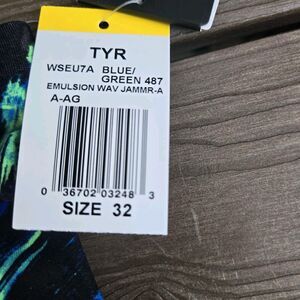 TYR
WSEU7A BLUE/
GREEN 487
EMULSION WAV JAMMR-A
A-AG
0 36702 03248 3
SIZE 32